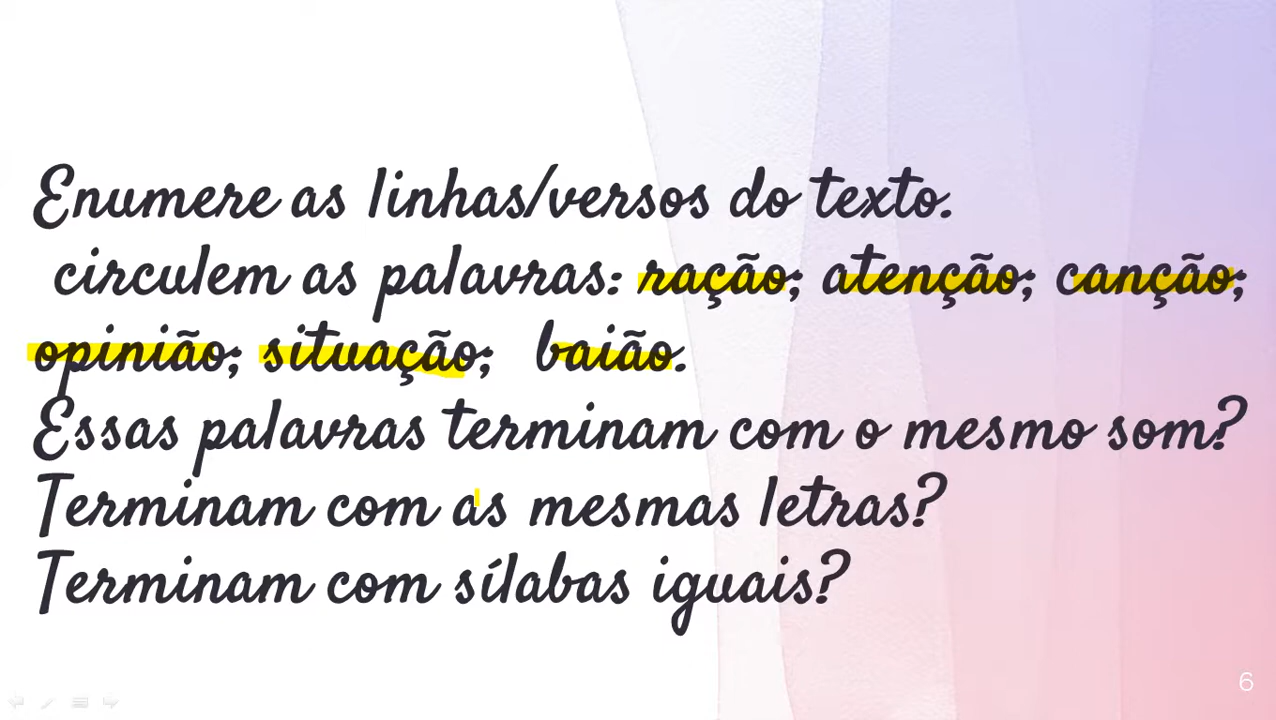 Enumere as linhas/versos do texto.
circulem as palavras: ração; atenção; canção;
opinião; situação; baião.
Essas palavras terminam com o mesmo som?
Terminam com as mesmas letras?
Terminam com sílabas iguais?
6